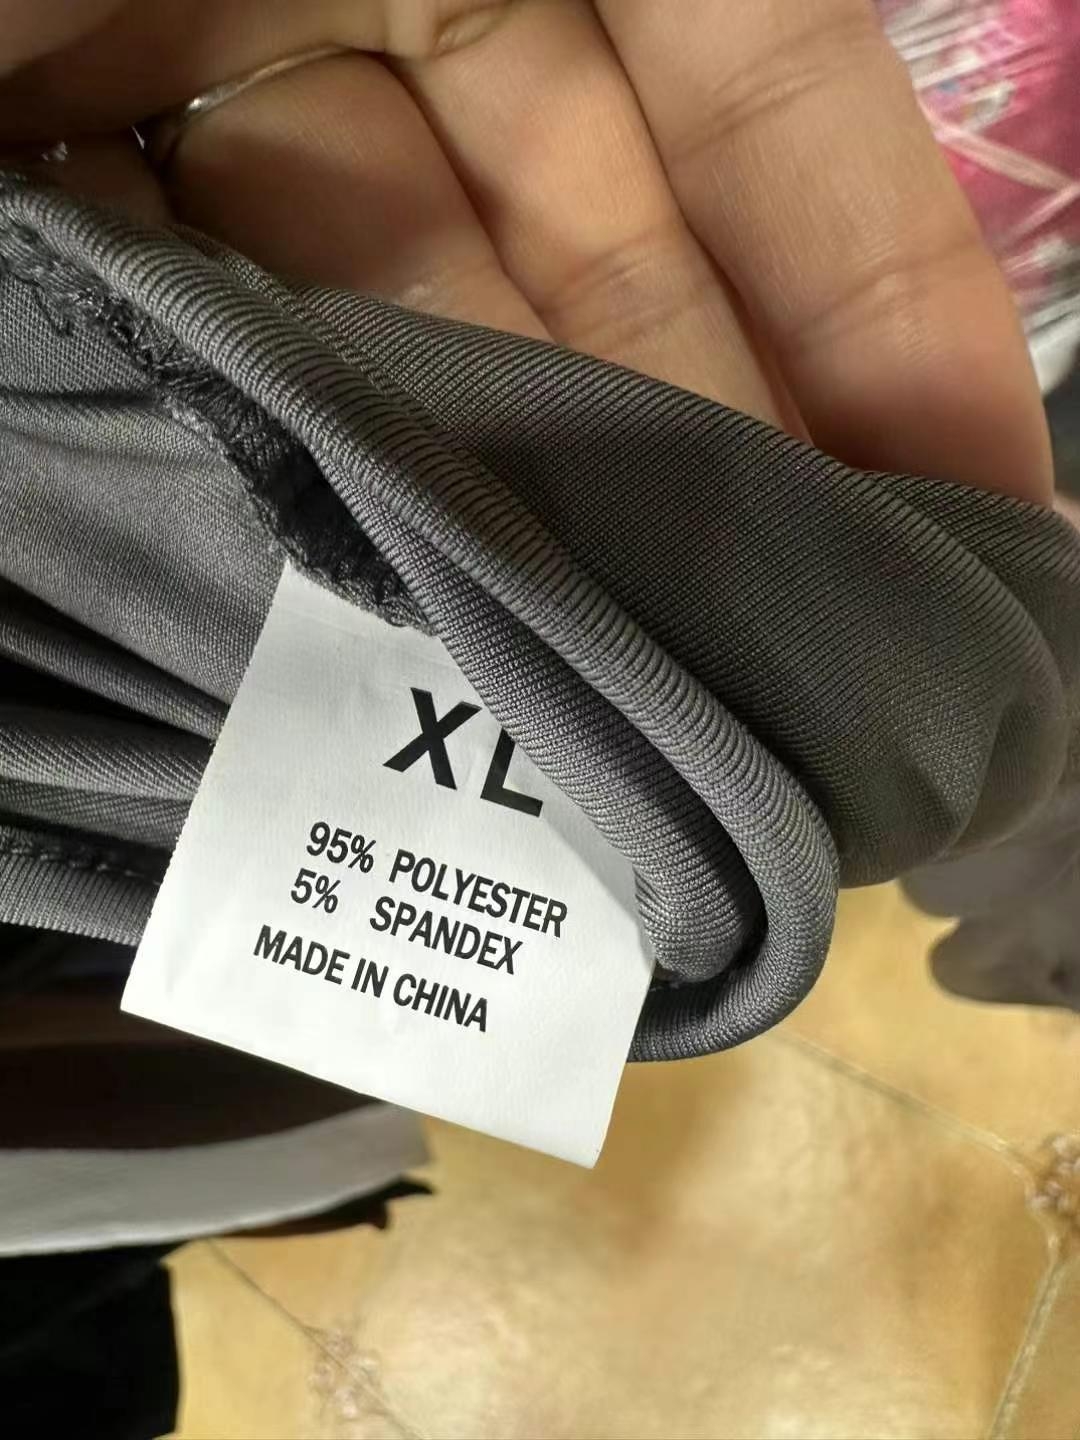 XL
95% POLYESTER
5% SPANDEX
MADE IN CHINA